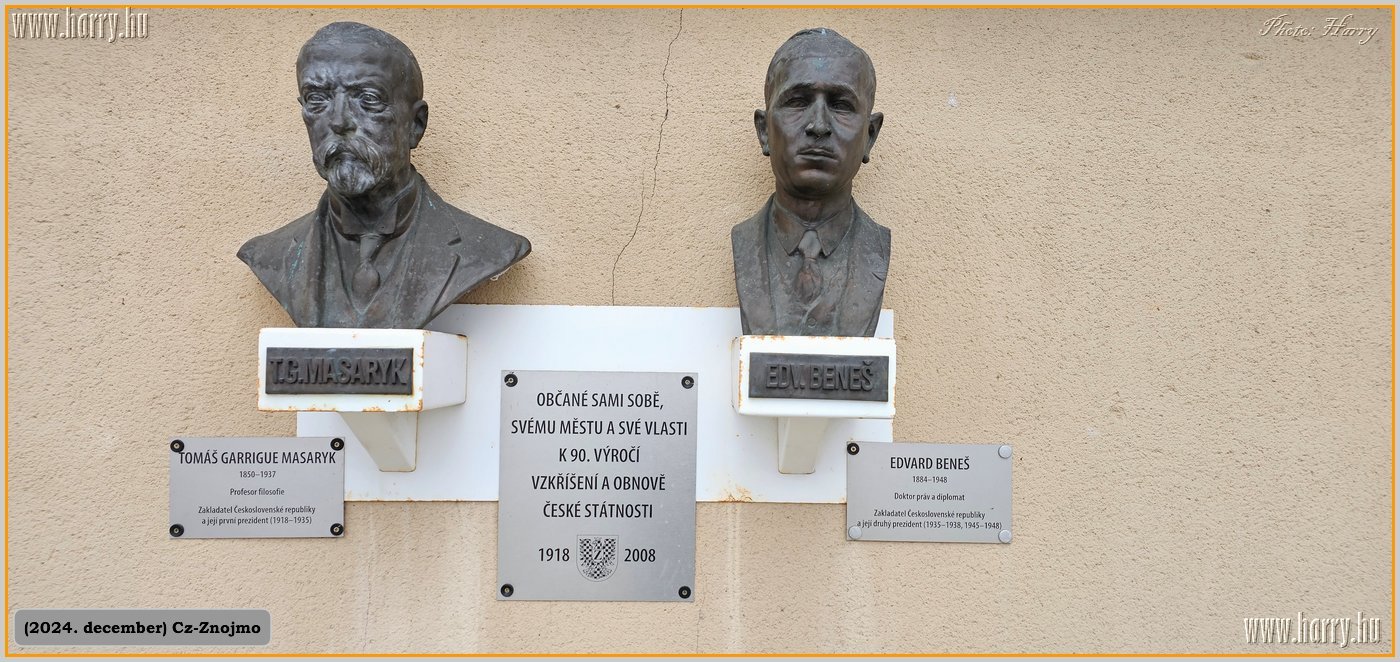 www.harry.hu
Photo: Harry
T.G.MASARYK
EDV. BENEŠ
TOMÁŠ GARRIGUE MASARYK
1850–1937
Profesor filosofie
Zakladatel Československé republiky
a její první prezident (1918–1935)
OBČANÉ SAMI SOBĚ,
SVÉMU MĚSTU A SVÉ VLASTI
K 90. VÝROČÍ
VZKŘÍŠENÍ A OBNOVĚ
ČESKÉ STÁTNOSTI
1918 Z 2008
EDVARD BENEŠ
1884–1948
Doktor práv a diplomat
Zakladatel Československé republiky
a její druhý prezident (1935–1938, 1945–1948)
(2024. december) Cz-Znojmo
www.harry.hu